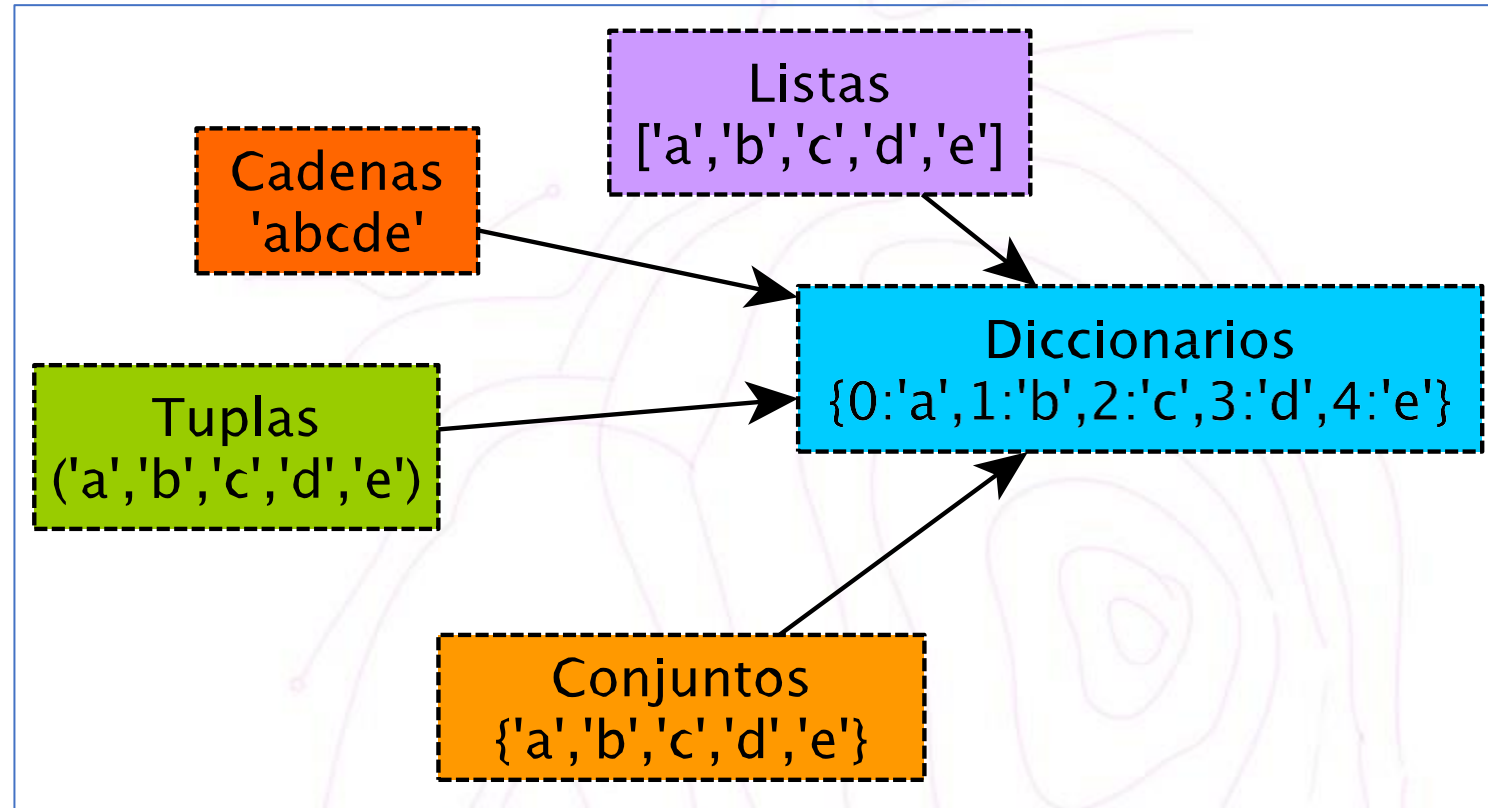 Listas
['a','b','c','d','e']
Cadenas
'abcde'
Diccionarios
{0:'a',1:'b',2:'c',3:'d',4:'e'}
Tuplas
('a','b','c','d','e')
Conjuntos
{'a','b','c','d','e'}